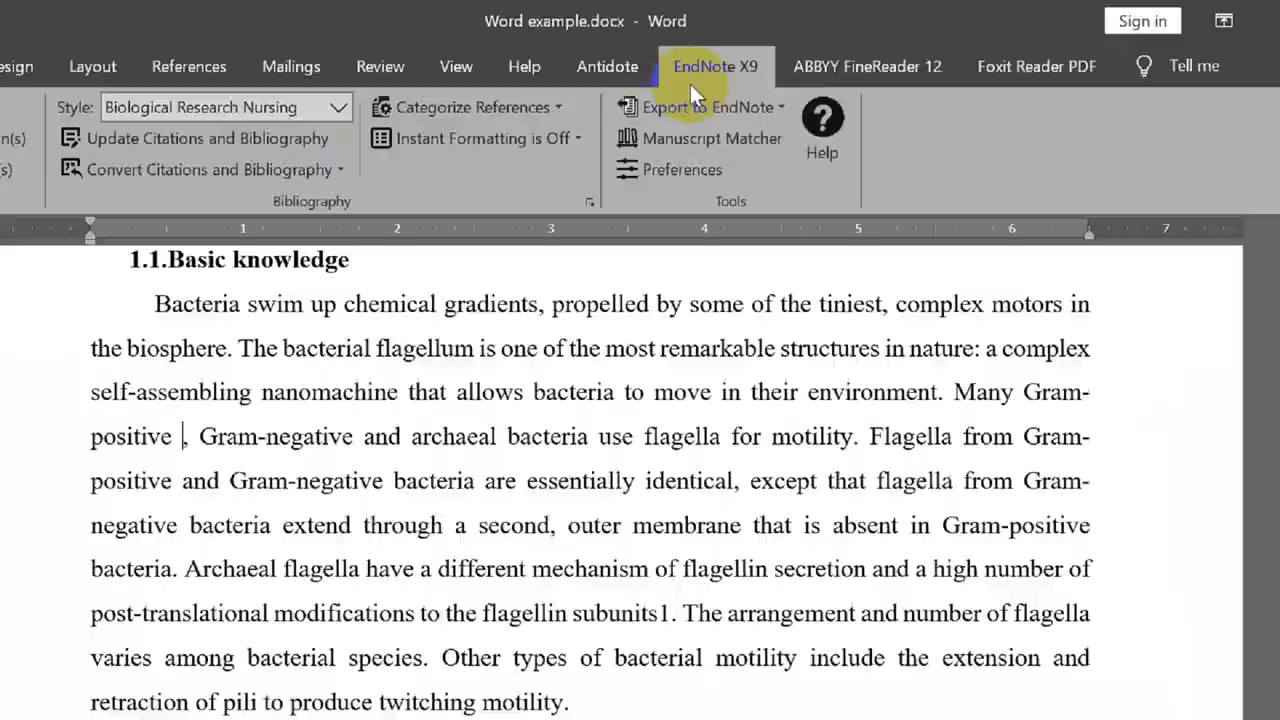 Word example.docx - Word
Sign in
esign Layout References Mailings Review View Help Antidote EndNote X9 ABBYY FineReader 12 Foxit Reader PDF Tell me
Style: Biological Research Nursing
Categorize References
Export to EndNote
n(s) Update Citations and Bibliography
Instant Formatting is Off
Manuscript Matcher
Help
(s) Convert Citations and Bibliography
Preferences
Bibliography
Tools
1 2 3 4 5 6 7
1.1.Basic knowledge
Bacteria swim up chemical gradients, propelled by some of the tiniest, complex motors in
the biosphere. The bacterial flagellum is one of the most remarkable structures in nature: a complex
self-assembling nanomachine that allows bacteria to move in their environment. Many Gram-
positive , Gram-negative and archaeal bacteria use flagella for motility. Flagella from Gram-
positive and Gram-negative bacteria are essentially identical, except that flagella from Gram-
negative bacteria extend through a second, outer membrane that is absent in Gram-positive
bacteria. Archaeal flagella have a different mechanism of flagellin secretion and a high number of
post-translational modifications to the flagellin subunits1. The arrangement and number of flagella
varies among bacterial species. Other types of bacterial motility include the extension and
retraction of pili to produce twitching motility.